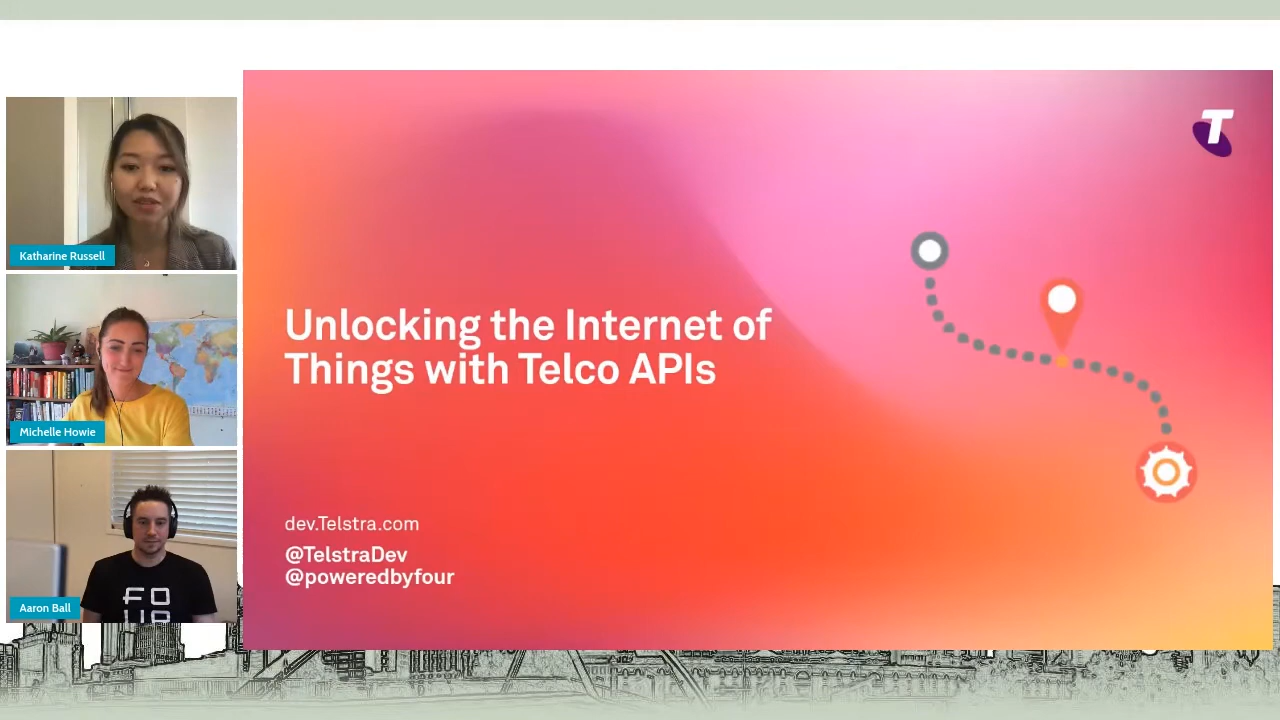 Katharine Russell
Michelle Howie
FO
Aaron Ball
T
Unlocking the Internet of
Things with Telco APIs
dev.Telstra.com
@TelstraDev
@poweredbyfour